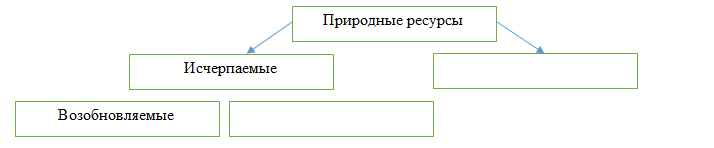 Природные ресурсы
Исчерпаемые
Возобновляемые